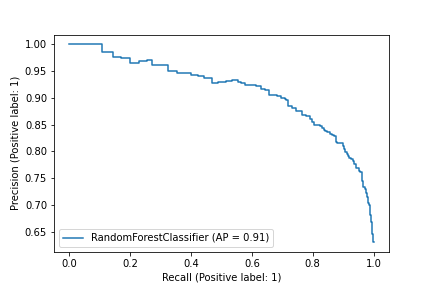 1.00
0.95
0.90
0.85
0.80
0.75
0.70
0.65
Precision (Positive label: 1)
RandomForestClassifier (AP = 0.91)
0.0 0.2 0.4 0.6 0.8 1.0
Recall (Positive label: 1)